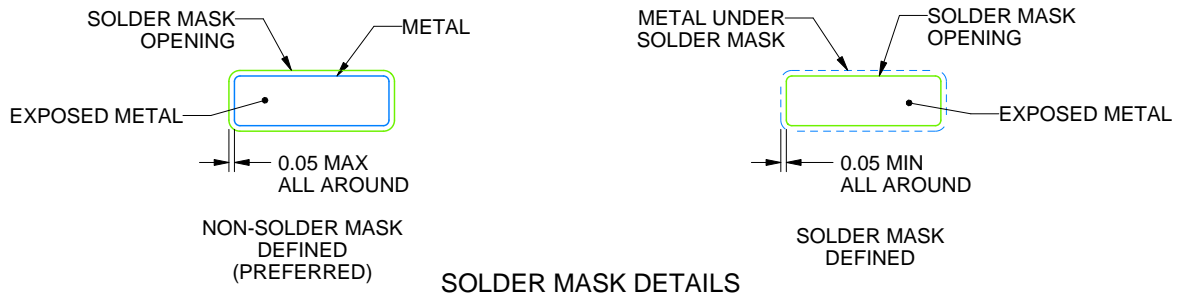 SOLDER MASK
OPENING
METAL
EXPOSED METAL
0.05 MAX
ALL AROUND
NON-SOLDER MASK
DEFINED
(PREFERRED)
METAL UNDER
SOLDER MASK
SOLDER MASK
OPENING
EXPOSED METAL
0.05 MIN
ALL AROUND
SOLDER MASK
DEFINED
SOLDER MASK DETAILS